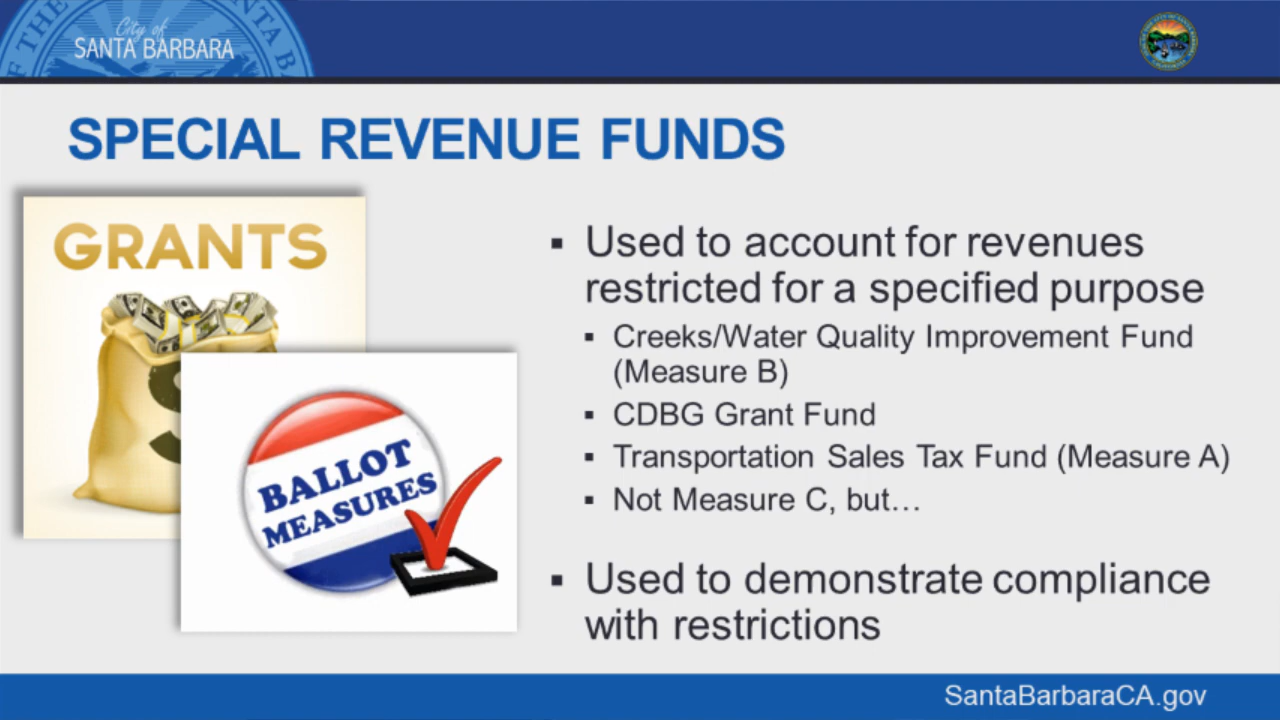 City of
SANTA BARBARA
SPECIAL REVENUE FUNDS
GRANTS
BALLOT
MEASURES
▪ Used to account for revenues
restricted for a specified purpose
▪ Creeks/Water Quality Improvement Fund
(Measure B)
▪ CDBG Grant Fund
▪ Transportation Sales Tax Fund (Measure A)
▪ Not Measure C, but…
▪ Used to demonstrate compliance
with restrictions
SantaBarbaraCA.gov